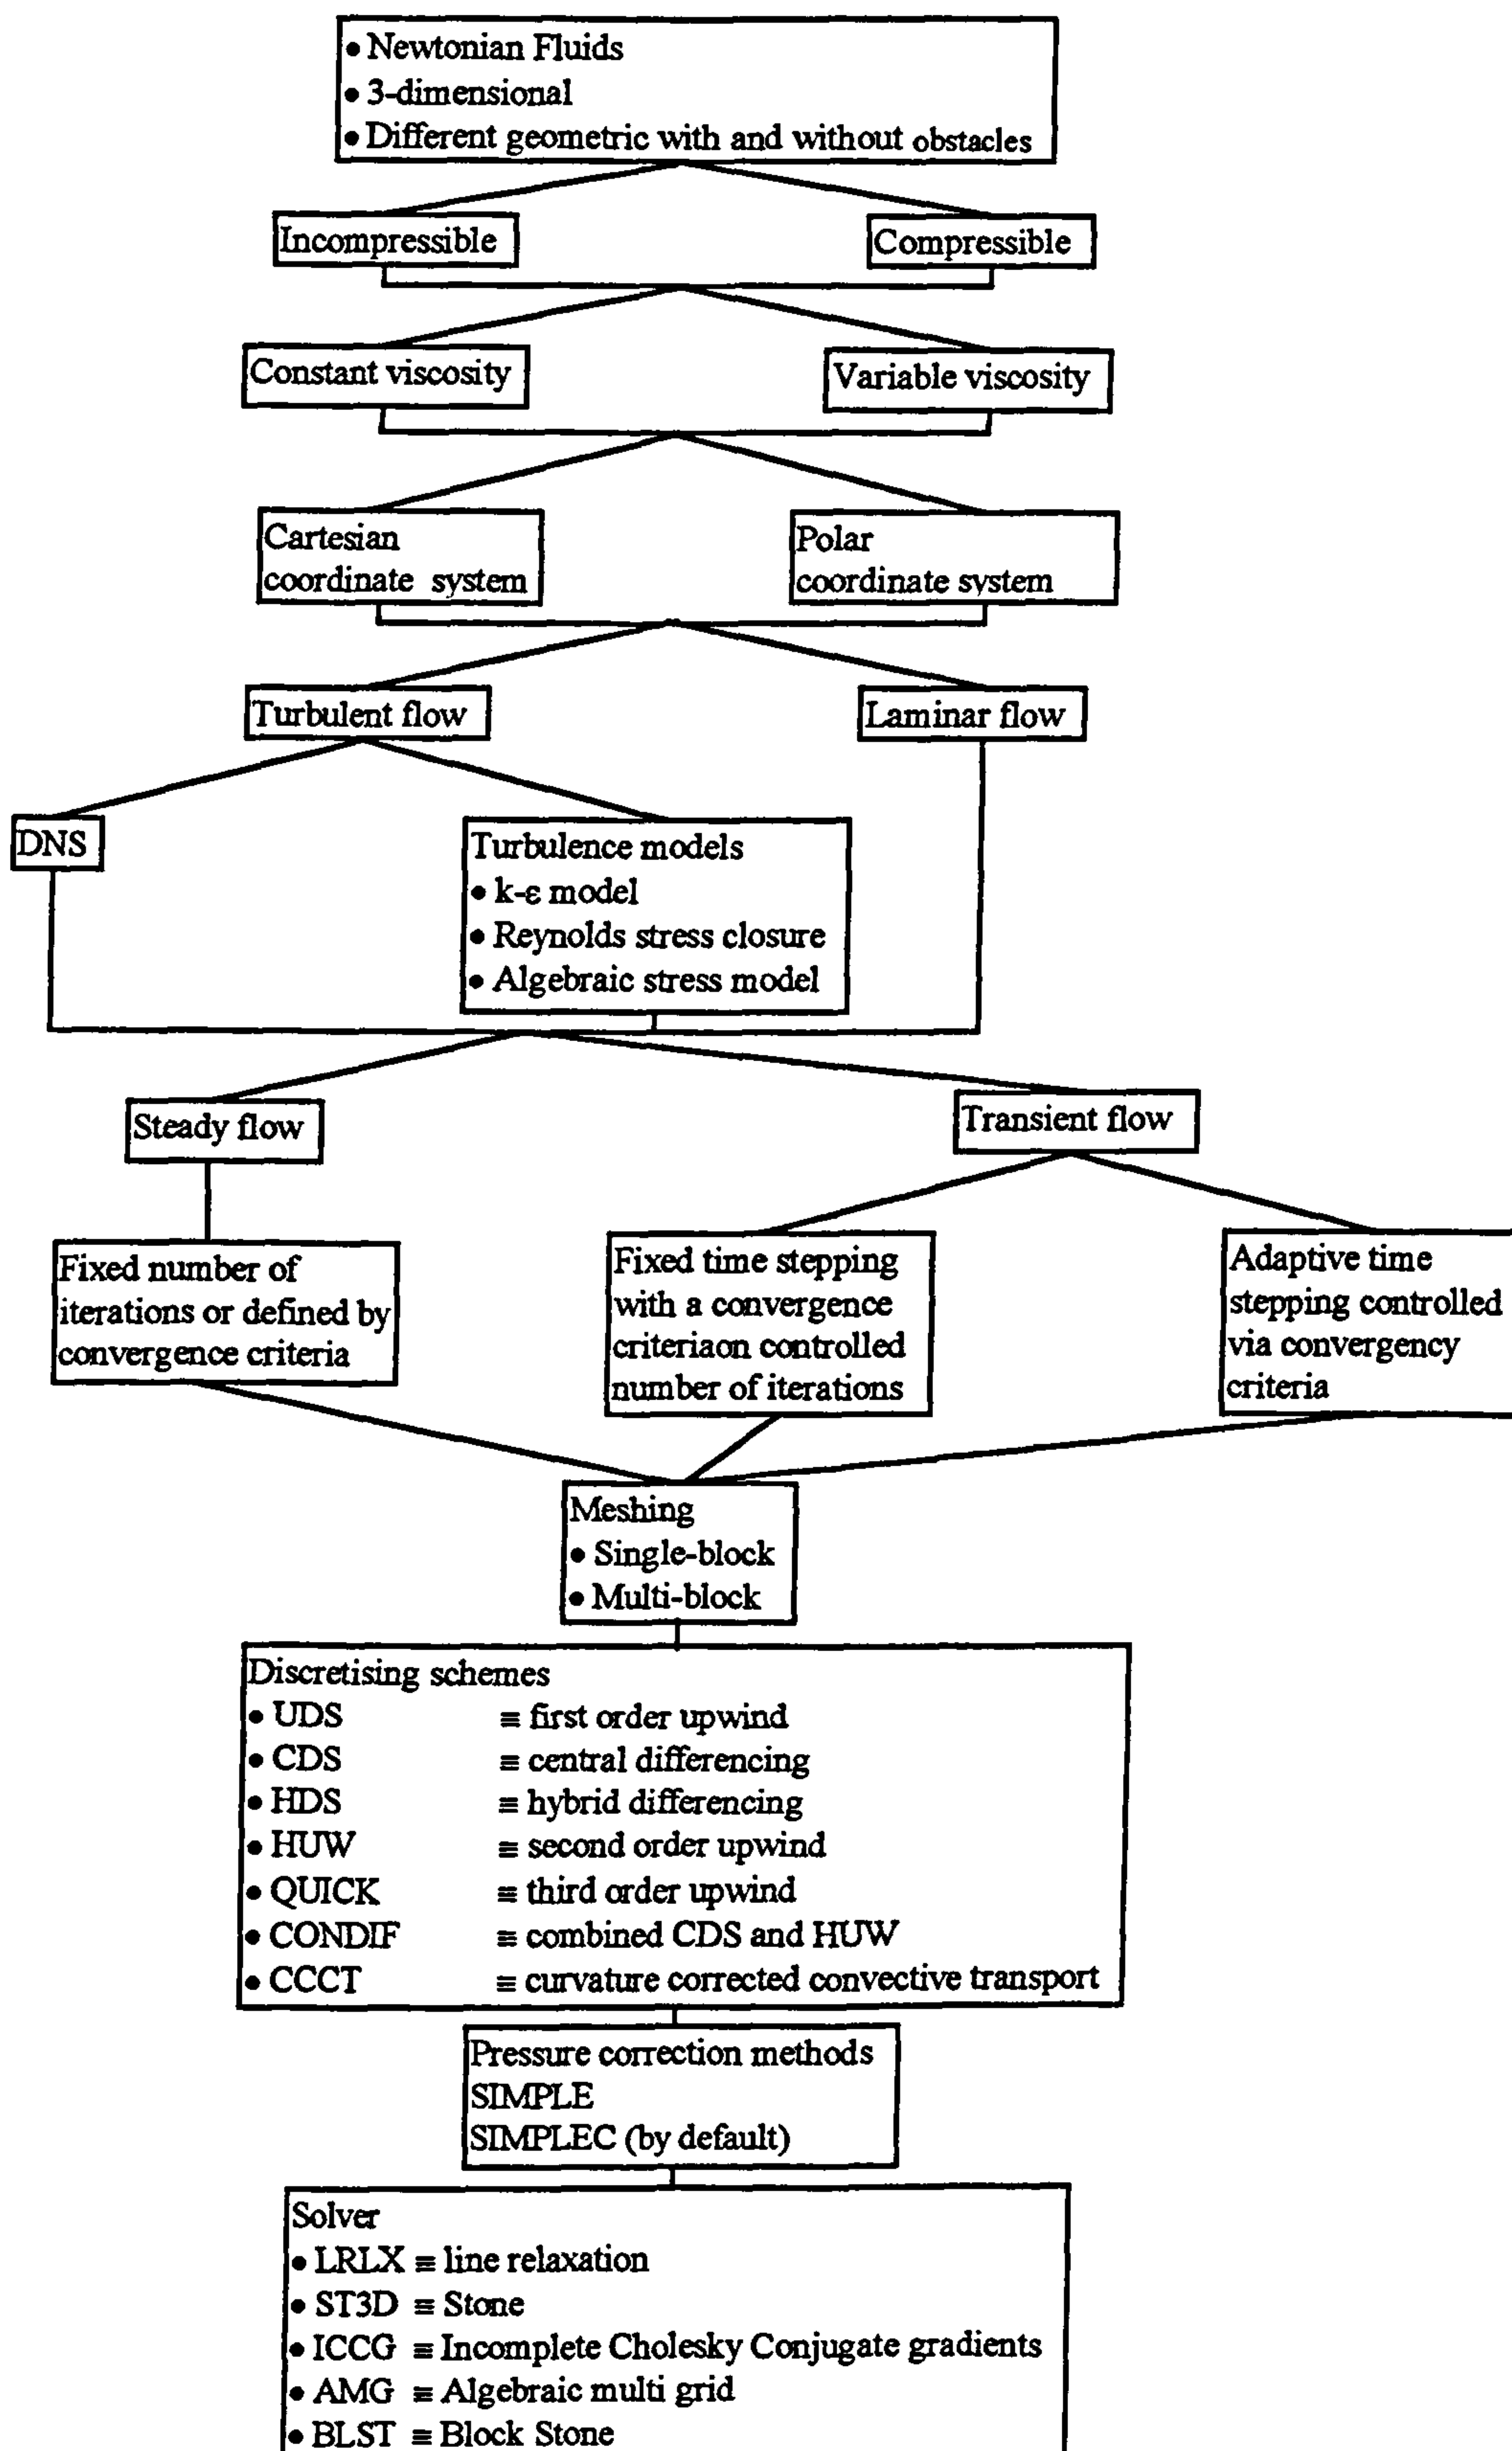 • Newtonian Fluids
• 3-dimensional
• Different geometric with and without obstacles
Incompressible
Compressible
Constant viscosity
Variable viscosity
Cartesian
coordinate system
Polar
coordinate system
Turbulent flow
Laminar flow
DNS
Turbulence models
• k-ε model
• Reynolds stress closure
• Algebraic stress model
Steady flow
Transient flow
Fixed number of
iterations or defined by
convergence criteria
Fixed time stepping
with a convergence
criteriaon controlled
number of iterations
Adaptive time
stepping controlled
via convergency
criteria
Meshing
• Single-block
• Multi-block
Discretising schemes
• UDS ≡ first order upwind
• CDS ≡ central differencing
• HDS ≡ hybrid differencing
• HUW ≡ second order upwind
• QUICK ≡ third order upwind
• CONDIF ≡ combined CDS and HUW
• CCCT ≡ curvature corrected convective transport
Pressure correction methods
SIMPLE
SIMPLEC (by default)
Solver
• LRLX ≡ line relaxation
• ST3D ≡ Stone
• ICCG ≡ Incomplete Cholesky Conjugate gradients
• AMG ≡ Algebraic multi grid
• BLST ≡ Block Stone